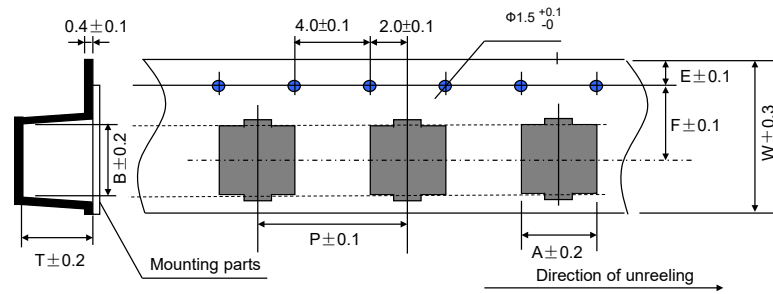 0.4±0.1
4.0±0.1
2.0±0.1
Φ1.5 +0.1
-0
E±0.1
F±0.1
W±0.3
B±0.2
T±0.2
Mounting parts
P±0.1
A±0.2
Direction of unreeling